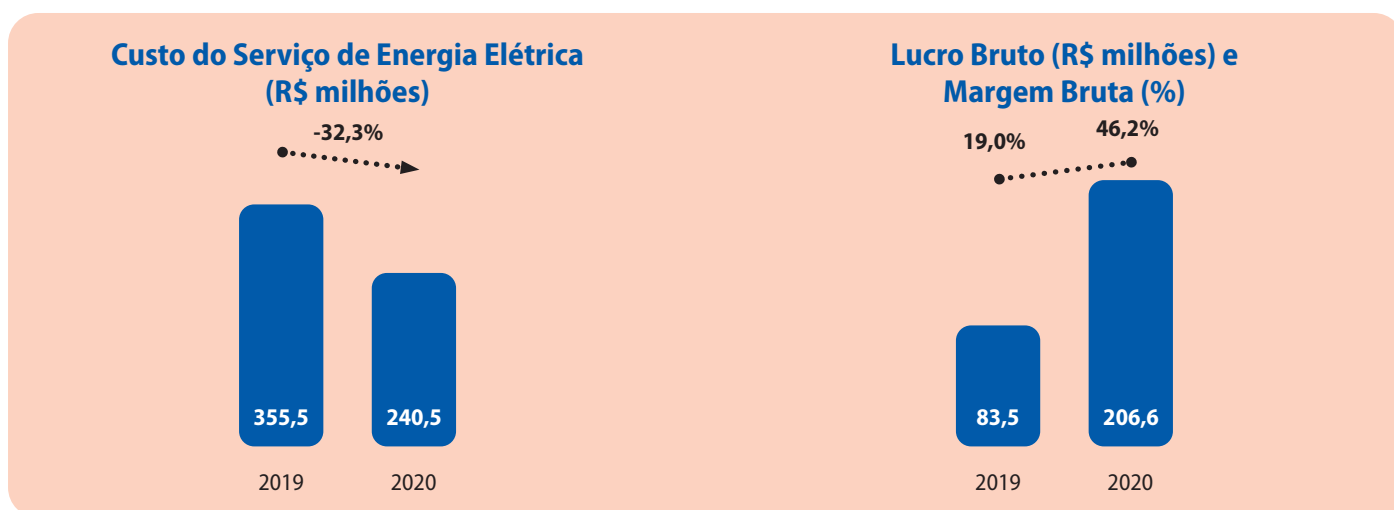 Custo do Serviço de Energia Elétrica
(R$ milhões)
-32,3%
355,5
240,5
2019
2020
Lucro Bruto (R$ milhões) e
Margem Bruta (%)
19,0%
46,2%
83,5
206,6
2019
2020